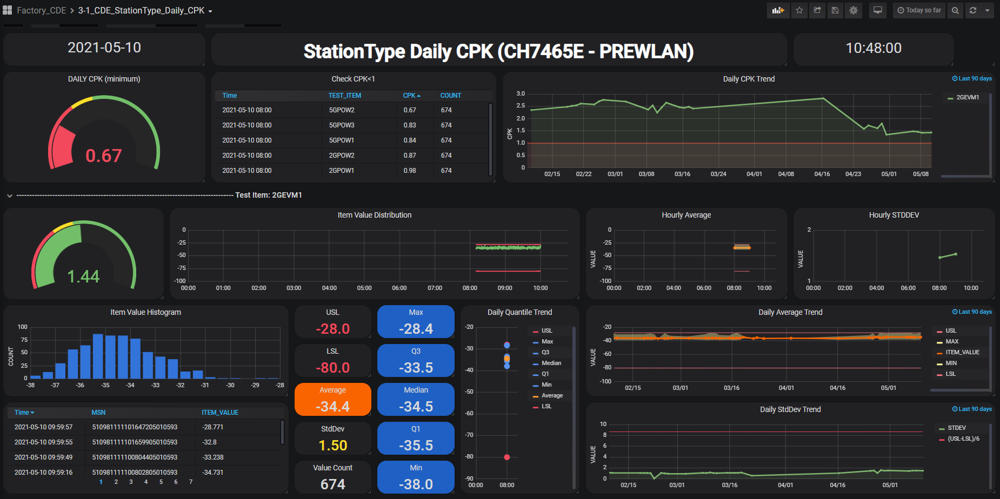 Factory_CDE > 3-1_CDE_StationType_Daily_CPK
Today so far
2021-05-10
StationType Daily CPK (CH7465E - PREWLAN)
10:48:00
DAILY CPK (minimum)
0.67
Check CPK<1
Time TEST_ITEM CPK COUNT
2021-05-10 08:00 5GPOW2 0.67 674
2021-05-10 08:00 5GPOW3 0.83 674
2021-05-10 08:00 5GPOW1 0.84 674
2021-05-10 08:00 2GPOW2 0.87 674
2021-05-10 08:00 2GPOW1 0.98 674
Daily CPK Trend
Last 90 days
CPK
3.0
2.5
2.0
1.5
1.0
0.5
0
02/15 02/22 03/01 03/08 03/16 03/24 04/01 04/08 04/16 04/23 05/01 05/08
2GEVM1
Test Item: 2GEVM1
1.44
Item Value Distribution
0
-25
-50
-75
-100
00:00 01:00 02:00 03:00 04:00 05:00 06:00 07:00 08:00 09:00 10:00
Hourly Average
VALUE
0
-25
-50
-75
-100
00:00 02:00 04:00 06:00 08:00 10:00
Hourly STDDEV
VALUE
2
1
00:00 02:00 04:00 06:00 08:00 10:00
Item Value Histogram
COUNT
100
75
50
25
0
-38 -37 -36 -35 -34 -33 -32 -31 -30 -29 -28
Time MSN ITEM_VALUE
2021-05-10 09:59:57 510981111101647205010593 -28.771
2021-05-10 09:59:55 510981111101659905010593 -32.8
2021-05-10 09:59:49 510981111100804405010593 -33.238
2021-05-10 09:59:16 510981111100802805010593 -34.731
1 2 3 4 5 6 7
USL
-28.0
LSL
-80.0
Average
-34.4
StdDev
1.50
Value Count
674
Max
-28.4
Q3
-33.5
Median
-34.5
Q1
-35.5
Min
-38.0
Daily Quantile Trend
-20
-30
-40
-50
-60
-70
-80
-90
00:00 08:00
USL
Max
Q3
Median
Q1
Min
Average
LSL
Daily Average Trend
Last 90 days
VALUE
-20
-40
-60
-80
-100
02/15 03/01 03/16 04/01 04/16 05/01
USL
MAX
ITEM_VALUE
MIN
LSL
Daily StdDev Trend
Last 90 days
VALUE
10
8
6
4
2
0
02/15 03/01 03/16 04/01 04/16 05/01
STDEV
(USL-LSL)/6